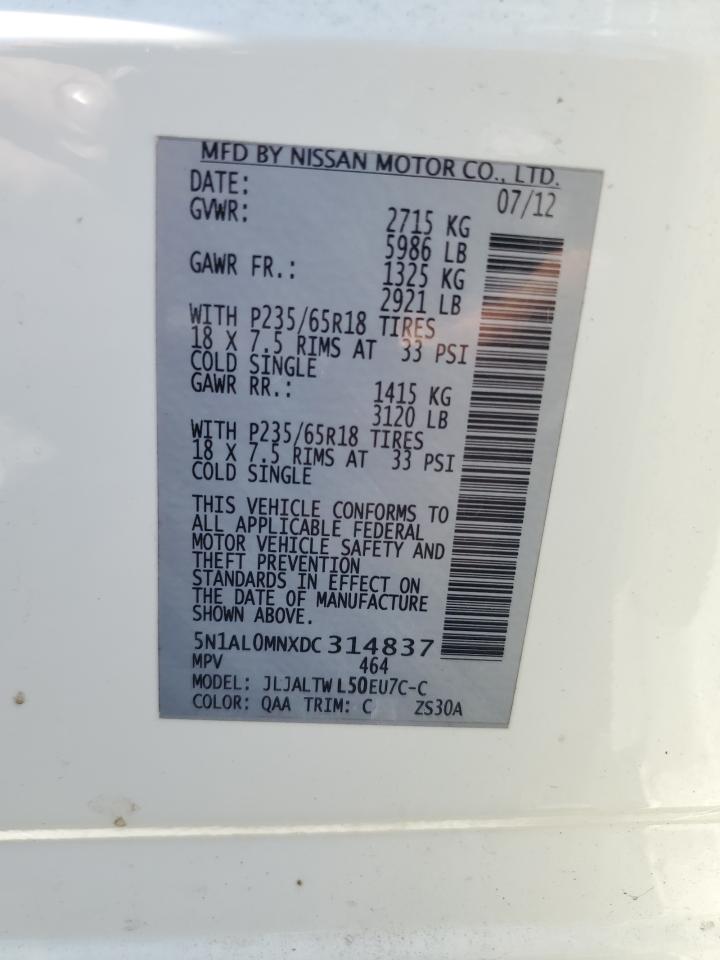 MFD BY NISSAN MOTOR CO., LTD.
DATE: 07/12
GVWR: 2715 KG
5986 LB
GAWR FR.: 1325 KG
2921 LB
WITH P235/65R18 TIRES
18 X 7.5 RIMS AT 33 PSI
COLD SINGLE
GAWR RR.: 1415 KG
3120 LB
WITH P235/65R18 TIRES
18 X 7.5 RIMS AT 33 PSI
COLD SINGLE
THIS VEHICLE CONFORMS TO
ALL APPLICABLE FEDERAL
MOTOR VEHICLE SAFETY AND
THEFT PREVENTION
STANDARDS IN EFFECT ON
THE DATE OF MANUFACTURE
SHOWN ABOVE.
5N1AL0MNXDC314837
MPV 464
MODEL: JLJALTWL50EU7C-C
COLOR: QAA TRIM: C ZS30A